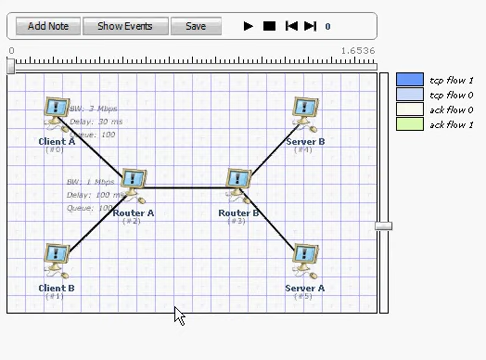 Add Note Show Events Save 0
0 1.6536
tcp flow 1
tcp flow 0
ack flow 0
ack flow 1
BW: 3 Mbps
Delay: 30 ms
Queue: 100
Client A
(#0)
Server B
(#4)
BW: 1 Mbps
Delay: 100 ms
Queue: 100
Router A
(#2)
Router B
(#3)
Client B
(#1)
Server A
(#5)